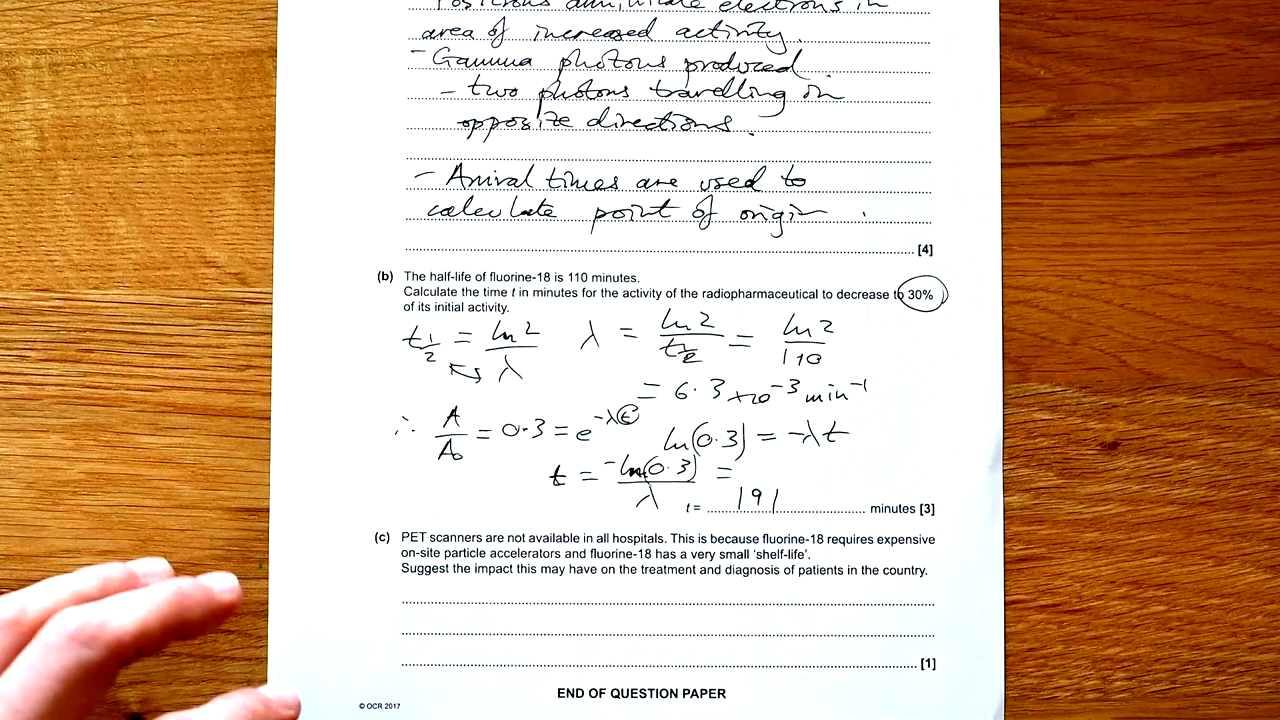 Positrons annihilate electrons in
area of increased activity.
- Gamma photons produced
- two photons travelling in
opposite directions.
- Arrival times are used to
calculate point of origin.
[4]
(b) The half-life of fluorine-18 is 110 minutes.
Calculate the time t in minutes for the activity of the radiopharmaceutical to decrease to 30%
of its initial activity.
t½ = ln2/λ λ = ln2/t½ = ln2/110
= 6.3 ×10⁻³ min⁻¹
∴ A/A₀ = 0.3 = e^-λt ln(0.3) = -λt
t = -ln(0.3)/λ =
t = 191 minutes [3]
(c) PET scanners are not available in all hospitals. This is because fluorine-18 requires expensive
on-site particle accelerators and fluorine-18 has a very small 'shelf-life'.
Suggest the impact this may have on the treatment and diagnosis of patients in the country.
[1]
END OF QUESTION PAPER
© OCR 2017